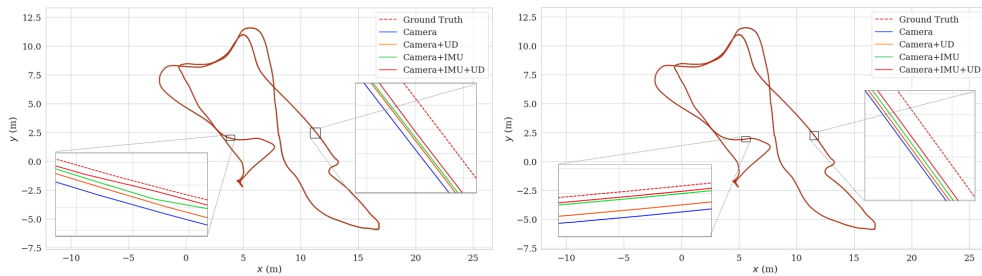 12.5
10.0
7.5
5.0
2.5
0.0
−2.5
−5.0
−7.5
y (m)
−10
−5
0
5
10
15
20
25
x (m)
Ground Truth
Camera
Camera+UD
Camera+IMU
Camera+IMU+UD
12.5
10.0
7.5
5.0
2.5
0.0
−2.5
−5.0
−7.5
y (m)
−10
−5
0
5
10
15
20
25
x (m)
Ground Truth
Camera
Camera+UD
Camera+IMU
Camera+IMU+UD